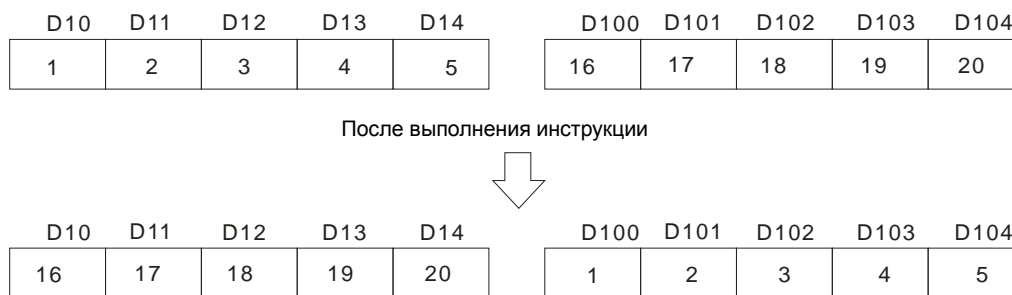 D10 D11 D12 D13 D14 D100 D101 D102 D103 D104
1 2 3 4 5 16 17 18 19 20
После выполнения инструкции
D10 D11 D12 D13 D14 D100 D101 D102 D103 D104
16 17 18 19 20 1 2 3 4 5